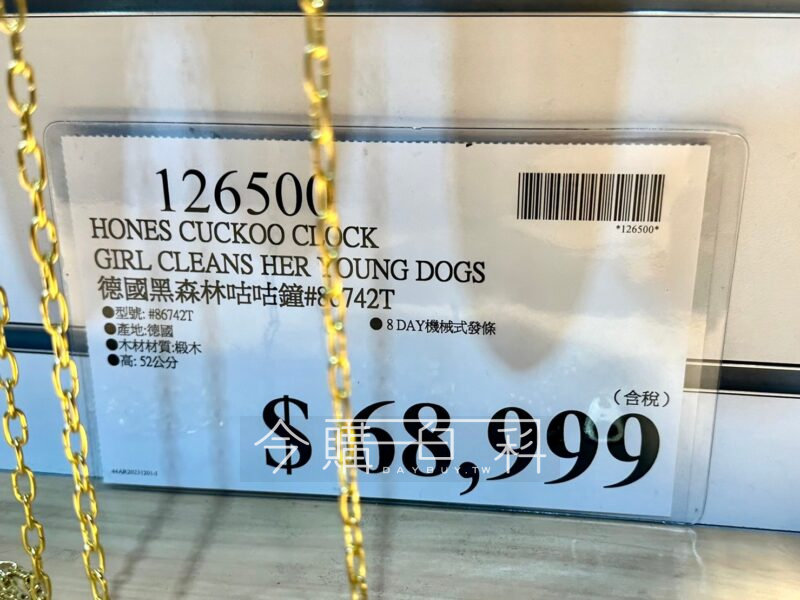 126500
*126500*
HONES CUCKOO CLOCK
GIRL CLEANS HER YOUNG DOGS
德國黑森林咕咕鐘#86742T
●型號: #86742T
●產地:德國
●8 DAY機械式發條
●木材材質:椴木
●高: 52公分
(含稅)
$68,999
今購百科
DAYBUY.TW